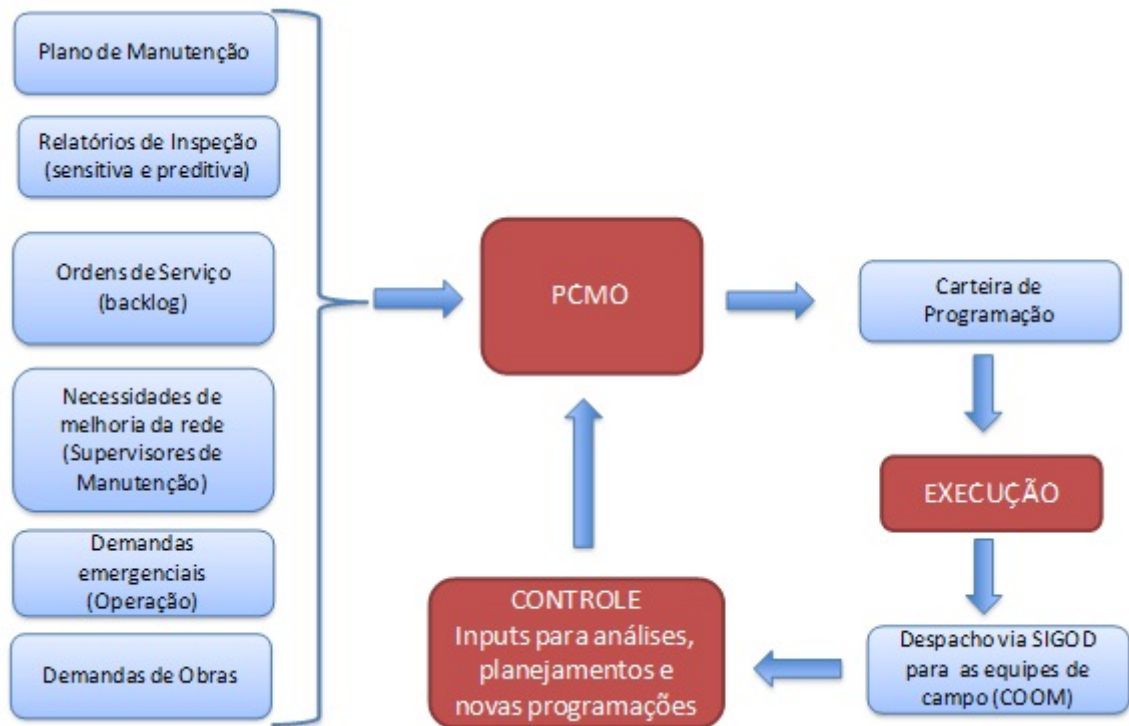 Plano de Manutenção
Relatórios de Inspeção
(sensitiva e preditiva)
Ordens de Serviço
(backlog)
Necessidades de
melhoria da rede
(Supervisores de
Manutenção)
Demandas
emergenciais
(Operação)
Demandas de Obras
PCMO
Carteira de
Programação
EXECUÇÃO
Despacho via SIGOD
para as equipes de
campo (COOM)
CONTROLE
Inputs para análises,
planejamentos e
novas programações